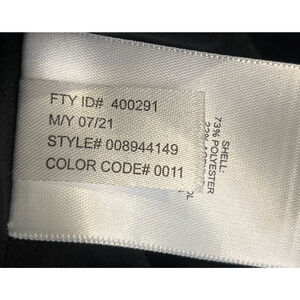 FTY ID# 400291
M/Y 07/21
STYLE# 008944149
COLOR CODE# 0011
SHELL
73% POLYESTER